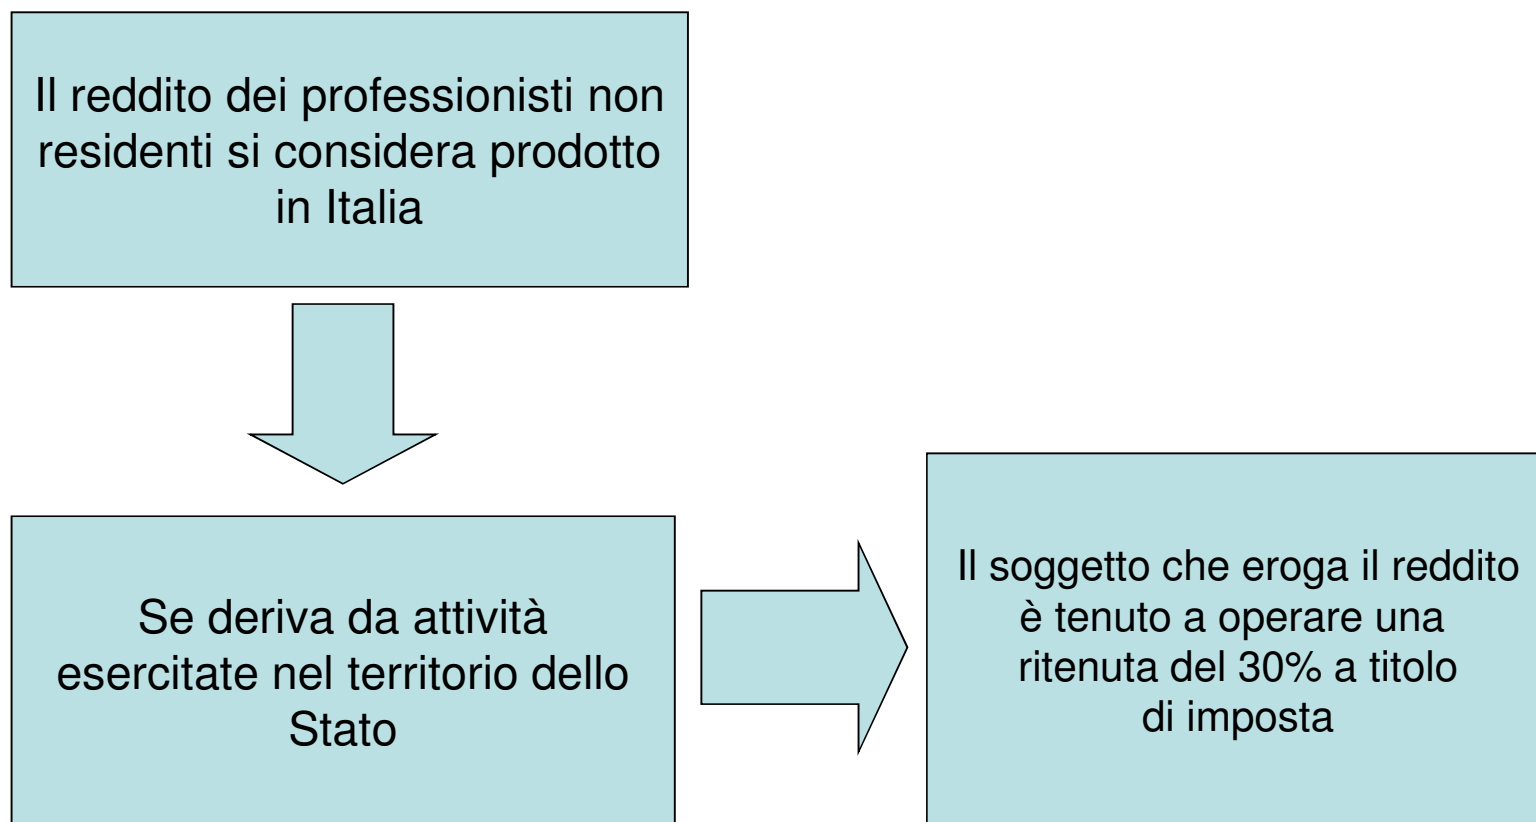 Il reddito dei professionisti non
residenti si considera prodotto
in Italia
Se deriva da attività
esercitate nel territorio dello
Stato
Il soggetto che eroga il reddito
è tenuto a operare una
ritenuta del 30% a titolo
di imposta